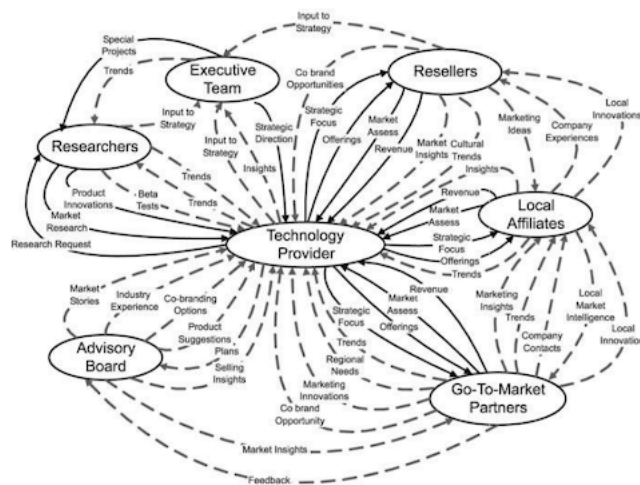 Input to
Strategy
Special
Projects
Trends
Executive
Team
Co brand
Opportunities
Resellers
Local
Innovations
Input to
Strategy
Input to
Strategy
Strategic
Direction
Strategic
Focus
Offerings
Market
Assess
Revenue
Market
Insights
Cultural
Trends
Marketing
Ideas
Company
Experiences
Researchers
Trends
Insights
Insights
Product
Innovations
Beta
Tests
Trends
Market
Research
Research Request
Revenue
Market
Assess
Local
Affiliates
Technology
Provider
Strategic
Focus
Offerings
Trends
Market
Stories
Industry
Experience
Co-branding
Options
Product
Suggestions
Plans
Selling
Insights
Advisory
Board
Strategic
Focus
Market
Assess
Offerings
Revenue
Trends
Regional
Needs
Marketing
Innovations
Co brand
Opportunity
Marketing
Insights
Trends
Company
Contacts
Local
Market
Intelligence
Local
Innovation
Go-To-Market
Partners
Market Insights
Feedback